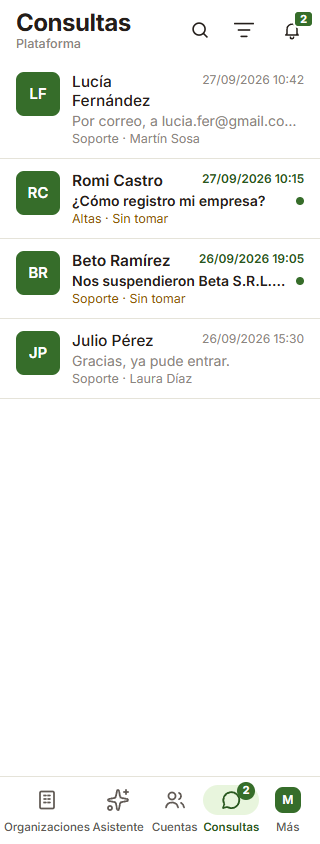 Consultas
Plataforma
2
LF
Lucía
Fernández
27/09/2026 10:42
Por correo, a lucia.fer@gmail.co...
Soporte · Martín Sosa
RC
Romi Castro
27/09/2026 10:15
¿Cómo registro mi empresa?
Altas · Sin tomar
BR
Beto Ramírez
26/09/2026 19:05
Nos suspendieron Beta S.R.L....
Soporte · Sin tomar
JP
Julio Pérez
26/09/2026 15:30
Gracias, ya pude entrar.
Soporte · Laura Díaz
2
M
Organizaciones
Asistente
Cuentas
Consultas
Más